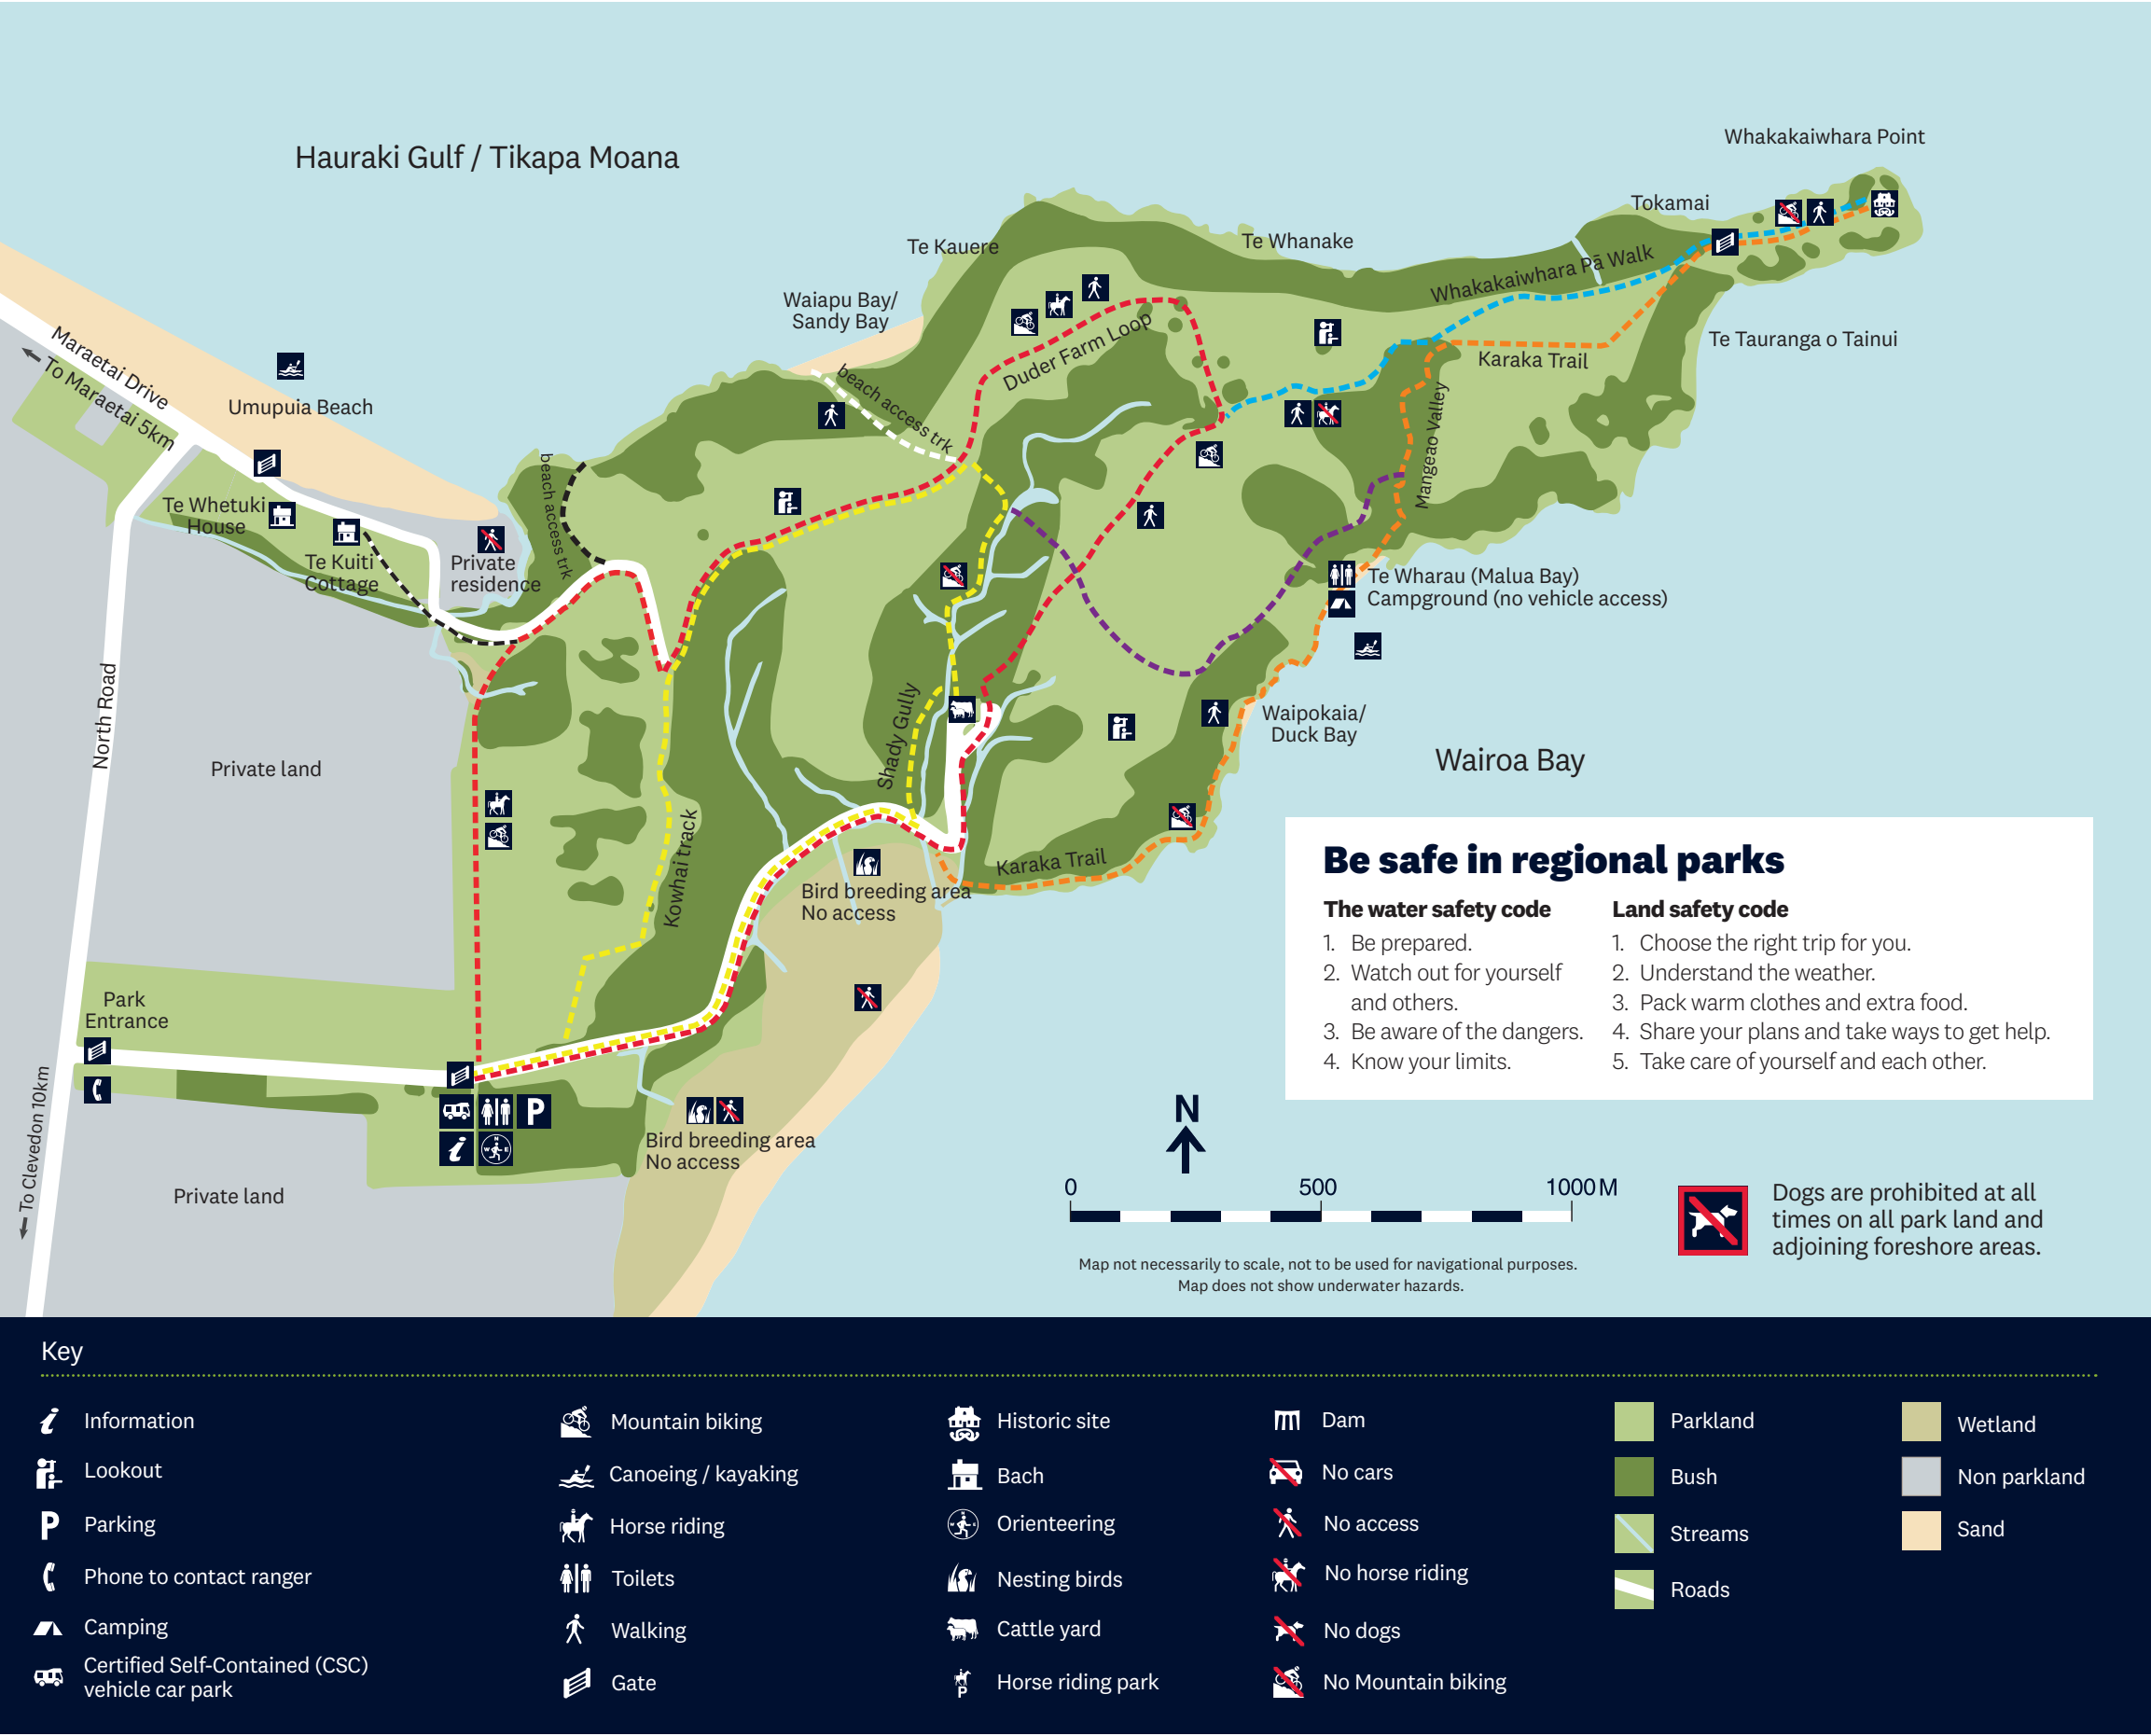 Whakakaiwhara Point
Hauraki Gulf / Tikapa Moana
Tokamai
Te Kauere
Te Whanake
Whakakaiwhara Pā Walk
Waiapu Bay/
Sandy Bay
Te Tauranga o Tainui
Maraetai Drive
To Maraetai 5km
Duder Farm Loop
Karaka Trail
beach access trk
Umupuia Beach
Mangeao Valley
beach access trk
Te Whetuki
House
Te Kuiti
Cottage
Private
residence
Te Wharau (Malua Bay)
Campground (no vehicle access)
North Road
Shady Gully
Waipokaia/
Duck Bay
Wairoa Bay
Private land
Kowhai track
Karaka Trail
Bird breeding area
No access
Park
Entrance
To Clevedon 10km
P
Bird breeding area
No access
Private land
Be safe in regional parks
The water safety code
1. Be prepared.
2. Watch out for yourself
and others.
3. Be aware of the dangers.
4. Know your limits.
Land safety code
1. Choose the right trip for you.
2. Understand the weather.
3. Pack warm clothes and extra food.
4. Share your plans and take ways to get help.
5. Take care of yourself and each other.
N
0 500 1000 M
Map not necessarily to scale, not to be used for navigational purposes.
Map does not show underwater hazards.
Dogs are prohibited at all
times on all park land and
adjoining foreshore areas.
Key
Information
Lookout
P Parking
Phone to contact ranger
Camping
Certified Self-Contained (CSC)
vehicle car park
Mountain biking
Canoeing / kayaking
Horse riding
Toilets
Walking
Gate
Historic site
Bach
Orienteering
Nesting birds
Cattle yard
P Horse riding park
Dam
No cars
No access
No horse riding
No dogs
No Mountain biking
Parkland
Bush
Streams
Roads
Wetland
Non parkland
Sand